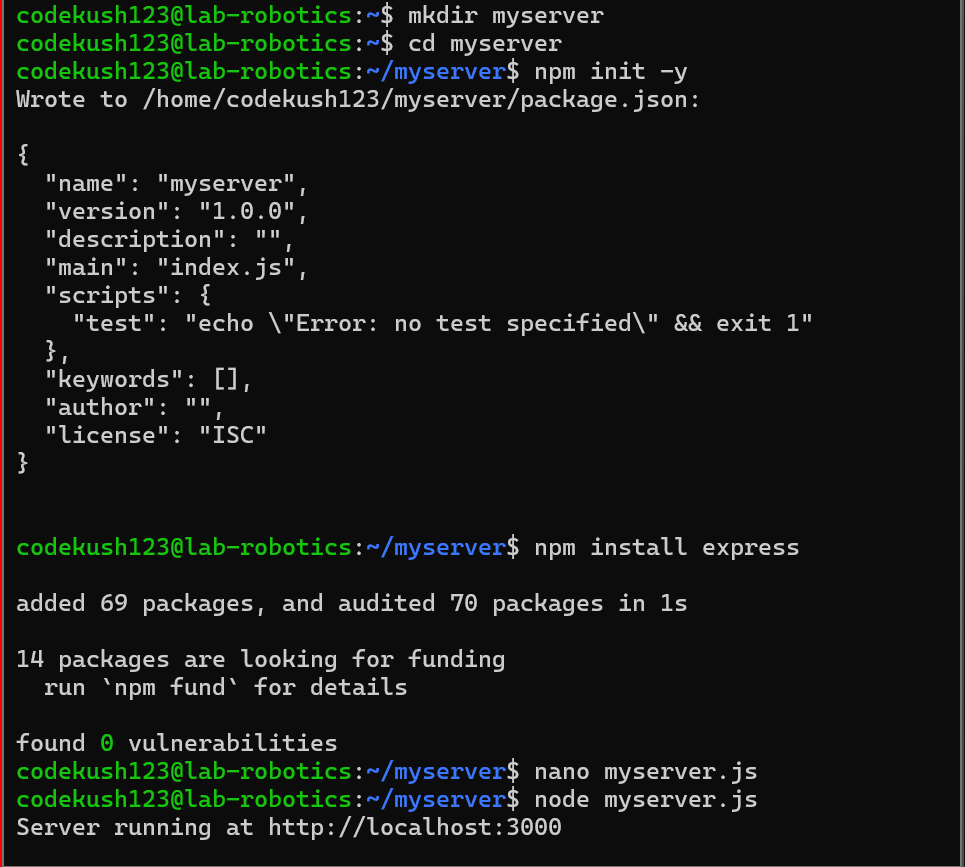 codekush123@lab-robotics:~$ mkdir myserver
codekush123@lab-robotics:~$ cd myserver
codekush123@lab-robotics:~/myserver$ npm init -y
Wrote to /home/codekush123/myserver/package.json:

{
  "name": "myserver",
  "version": "1.0.0",
  "description": "",
  "main": "index.js",
  "scripts": {
    "test": "echo \"Error: no test specified\" && exit 1"
  },
  "keywords": [],
  "author": "",
  "license": "ISC"
}

codekush123@lab-robotics:~/myserver$ npm install express

added 69 packages, and audited 70 packages in 1s

14 packages are looking for funding
  run `npm fund` for details

found 0 vulnerabilities
codekush123@lab-robotics:~/myserver$ nano myserver.js
codekush123@lab-robotics:~/myserver$ node myserver.js
Server running at http://localhost:3000